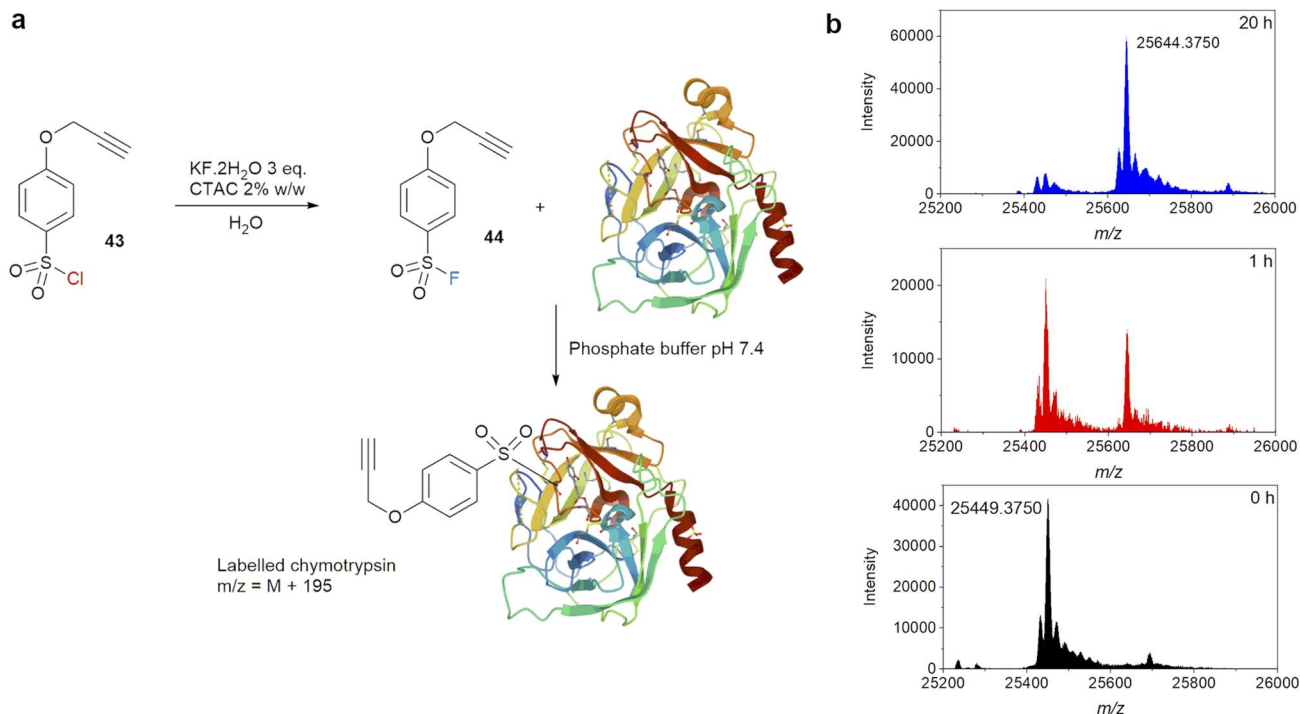 a
O
KF.2H₂O 3 eq.
CTAC 2% w/w
H₂O
43
O
S
O
Cl
O
44
O
S
O
F
+
Phosphate buffer pH 7.4
O
O
S
O
Labelled chymotrypsin
m/z = M + 195
b
20 h
25644.3750
Intensity
60000
40000
20000
0
25200 25400 25600 25800 26000
m/z
1 h
Intensity
20000
10000
0
25200 25400 25600 25800 26000
m/z
0 h
25449.3750
Intensity
40000
30000
20000
10000
0
25200 25400 25600 25800 26000
m/z